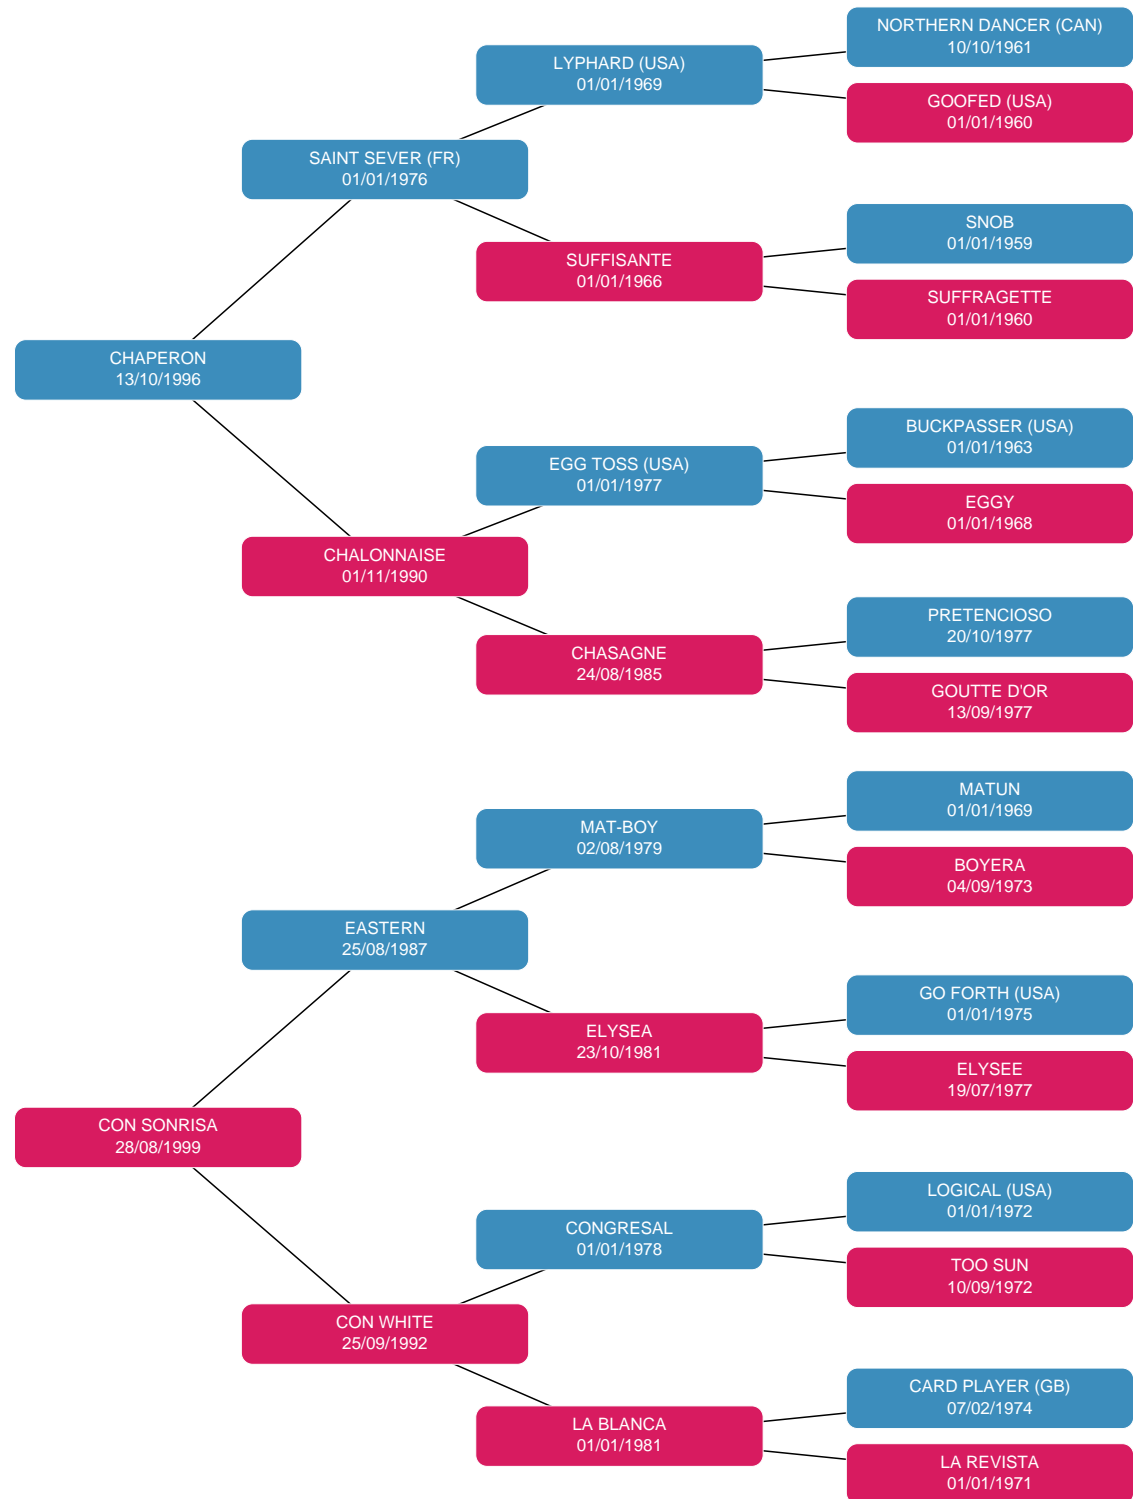 NORTHERN DANCER (CAN)
10/10/1961
LYPHARD (USA)
01/01/1969
GOOFED (USA)
01/01/1960
SAINT SEVER (FR)
01/01/1976
SNOB
01/01/1959
SUFFISANTE
01/01/1966
SUFFRAGETTE
01/01/1960
CHAPERON
13/10/1996
BUCKPASSER (USA)
01/01/1963
EGG TOSS (USA)
01/01/1977
EGGY
01/01/1968
CHALONNAISE
01/11/1990
PRETENCIOSO
20/10/1977
CHASAGNE
24/08/1985
GOUTTE D'OR
13/09/1977
MATUN
01/01/1969
MAT-BOY
02/08/1979
BOYERA
04/09/1973
EASTERN
25/08/1987
GO FORTH (USA)
01/01/1975
ELYSEA
23/10/1981
ELYSEE
19/07/1977
CON SONRISA
28/08/1999
LOGICAL (USA)
01/01/1972
CONGRESAL
01/01/1978
TOO SUN
10/09/1972
CON WHITE
25/09/1992
CARD PLAYER (GB)
07/02/1974
LA BLANCA
01/01/1981
LA REVISTA
01/01/1971